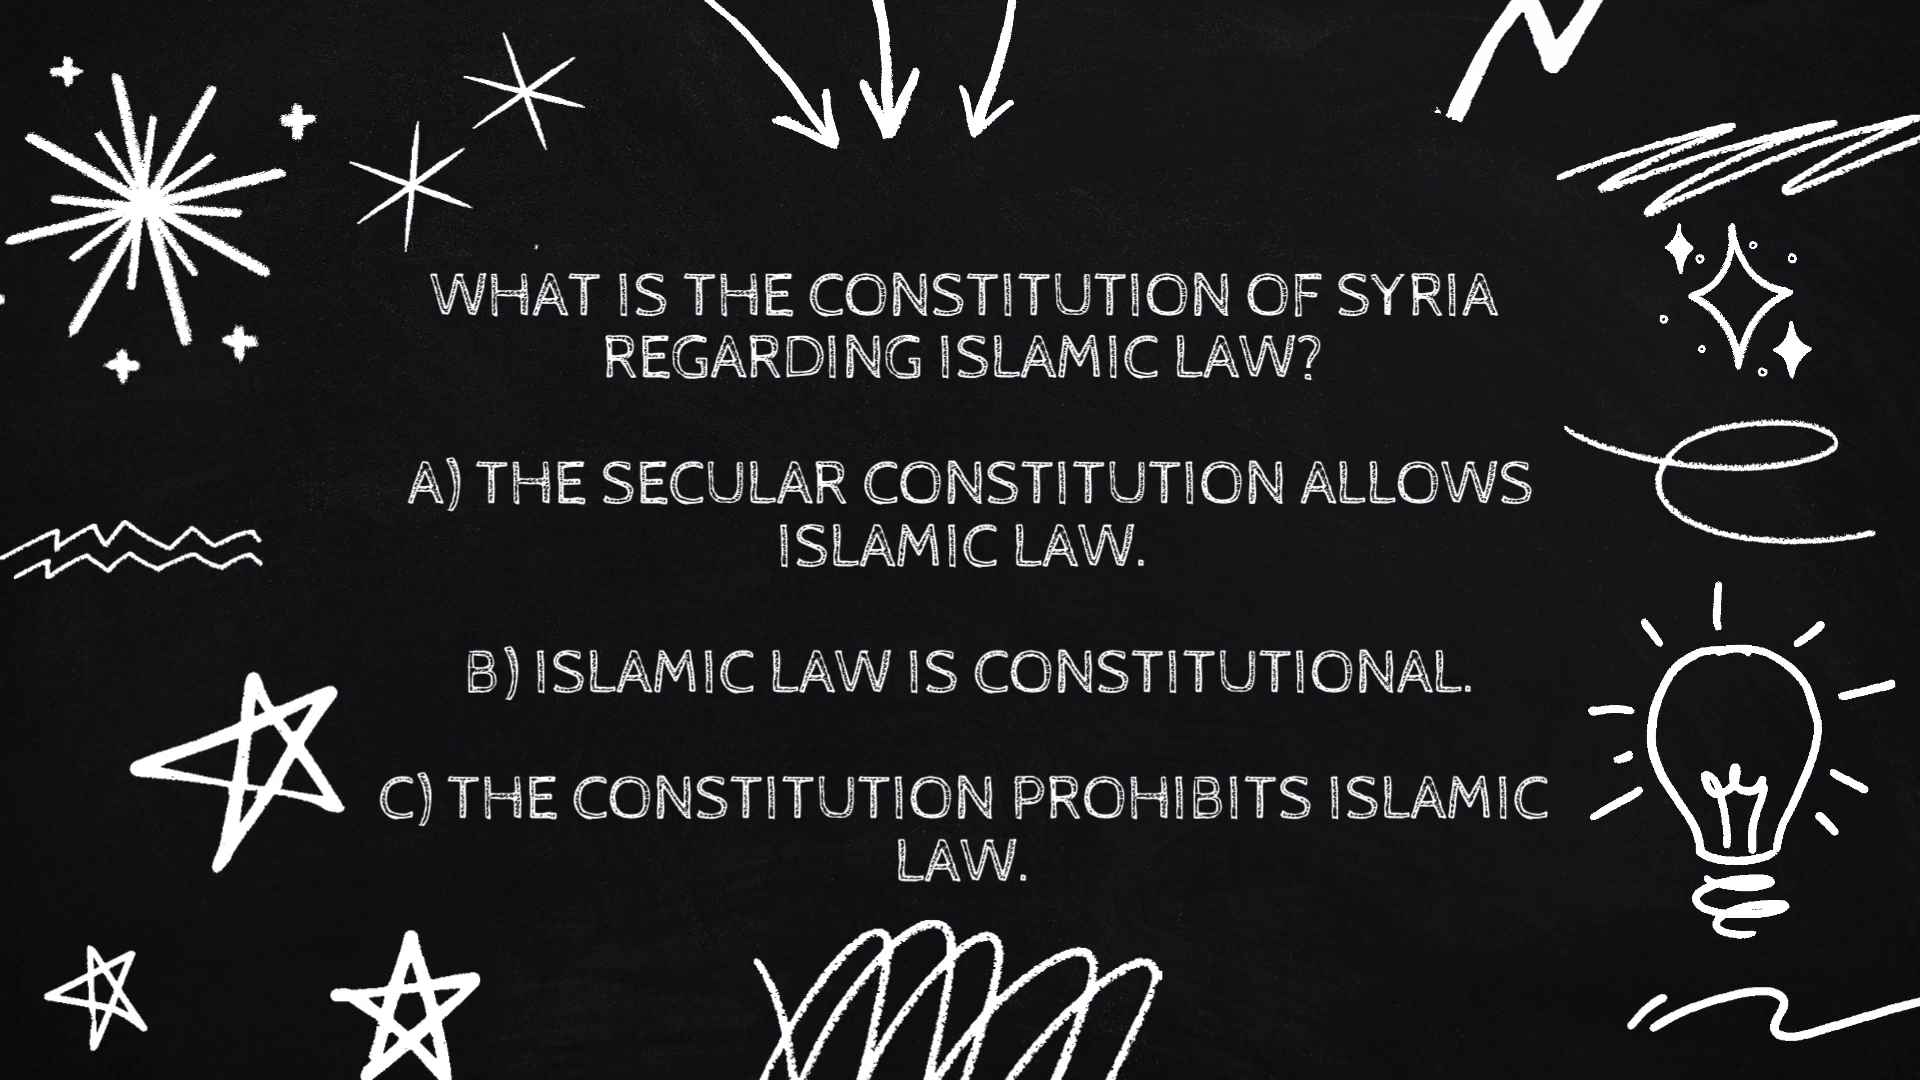 WHAT IS THE CONSTITUTION OF SYRIA
REGARDING ISLAMIC LAW?
A) THE SECULAR CONSTITUTION ALLOWS
ISLAMIC LAW.
B) ISLAMIC LAW IS CONSTITUTIONAL.
C) THE CONSTITUTION PROHIBITS ISLAMIC
LAW.